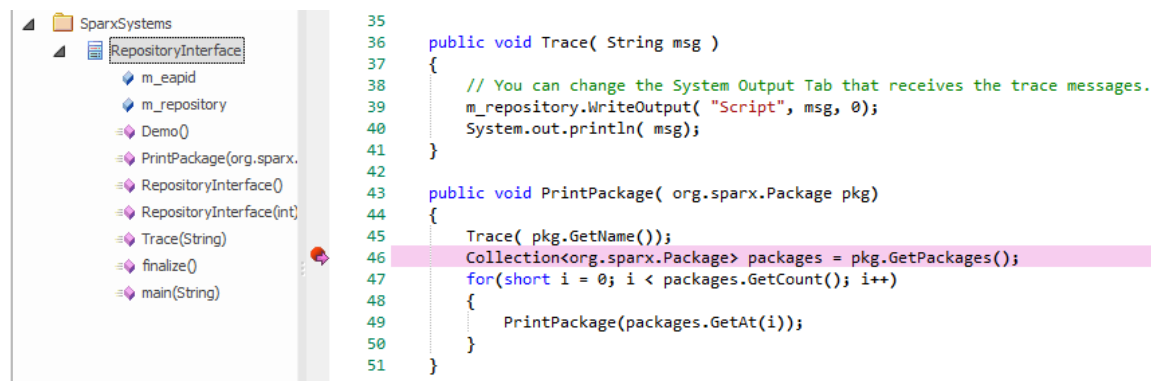 SparxSystems
RepositoryInterface
m_eapid
m_repository
Demo()
PrintPackage(org.sparx.
RepositoryInterface()
RepositoryInterface(int)
Trace(String)
finalize()
main(String)
35
36 public void Trace( String msg )
37 {
38 // You can change the System Output Tab that receives the trace messages.
39 m_repository.WriteOutput( "Script", msg, 0);
40 System.out.println( msg);
41 }
42
43 public void PrintPackage( org.sparx.Package pkg)
44 {
45 Trace( pkg.GetName());
46 Collection<org.sparx.Package> packages = pkg.GetPackages();
47 for(short i = 0; i < packages.GetCount(); i++)
48 {
49 PrintPackage(packages.GetAt(i));
50 }
51 }